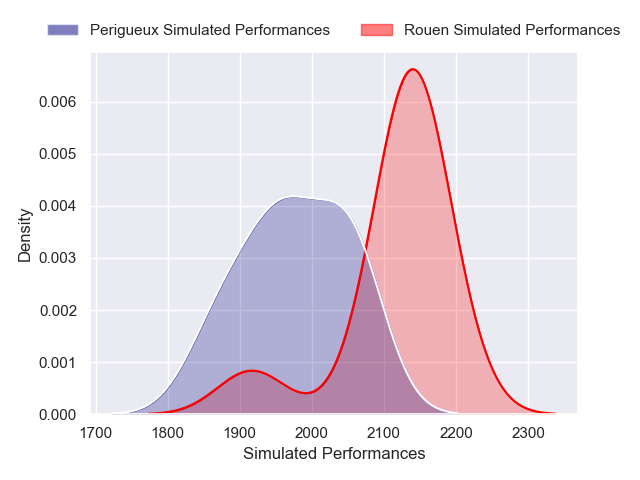 Perigueux Simulated Performances
Rouen Simulated Performances
0.006
0.005
0.004
0.003
0.002
0.001
0.000
Density
1700 1800 1900 2000 2100 2200 2300
Simulated Performances